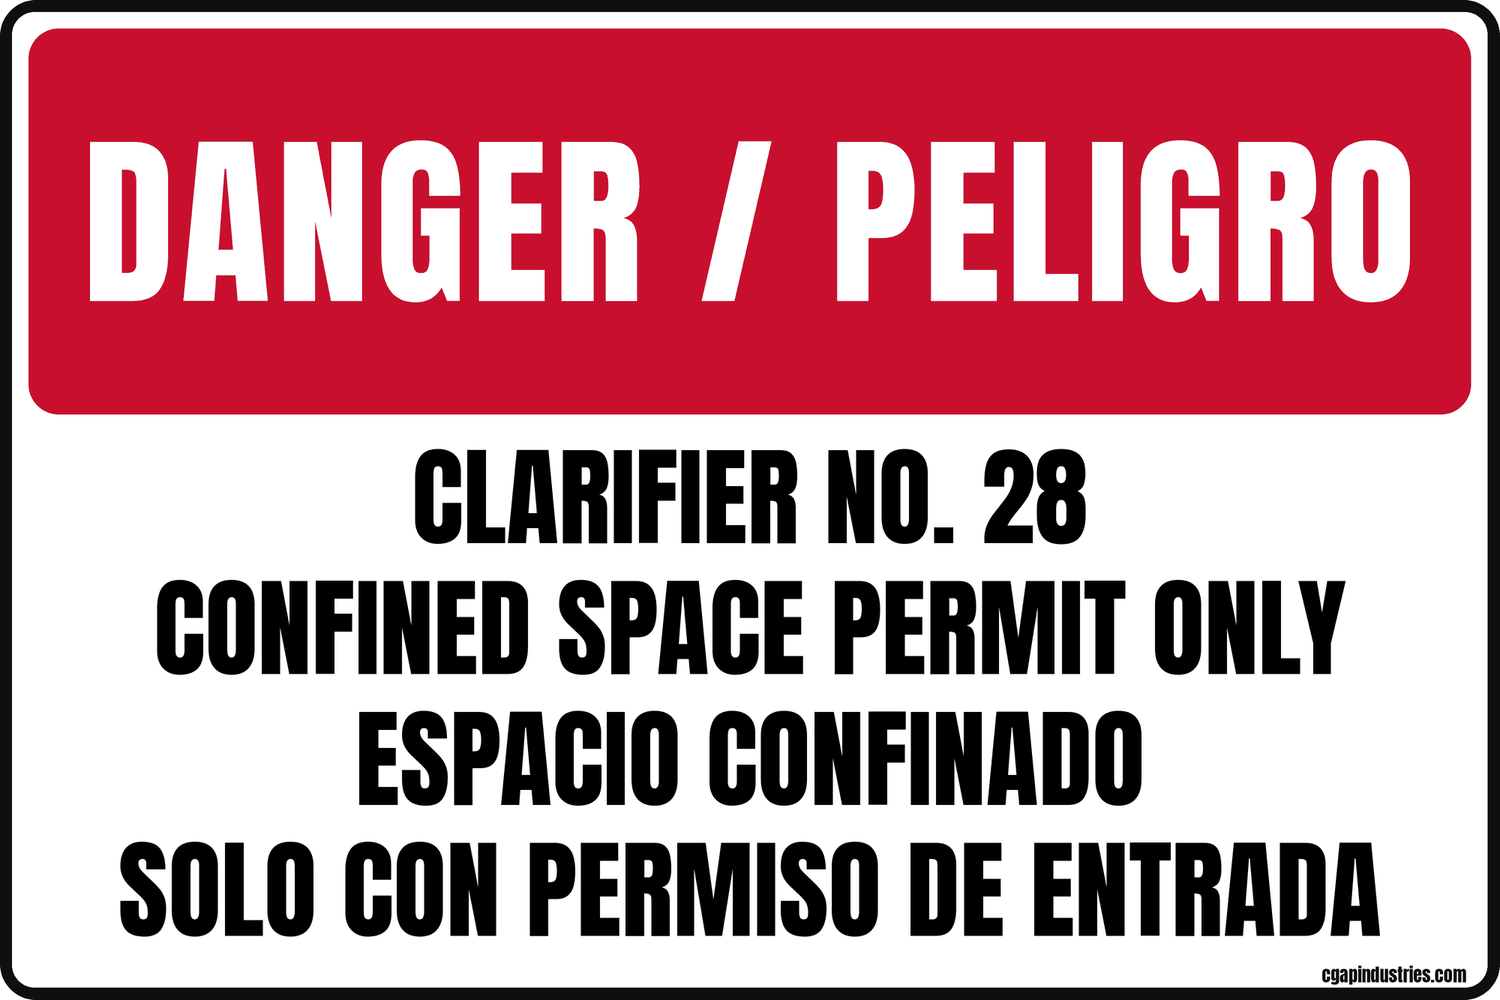 DANGER / PELIGRO
CLARIFIER NO. 28
CONFINED SPACE PERMIT ONLY
ESPACIO CONFINADO
SOLO CON PERMISO DE ENTRADA
cgapindustries.com